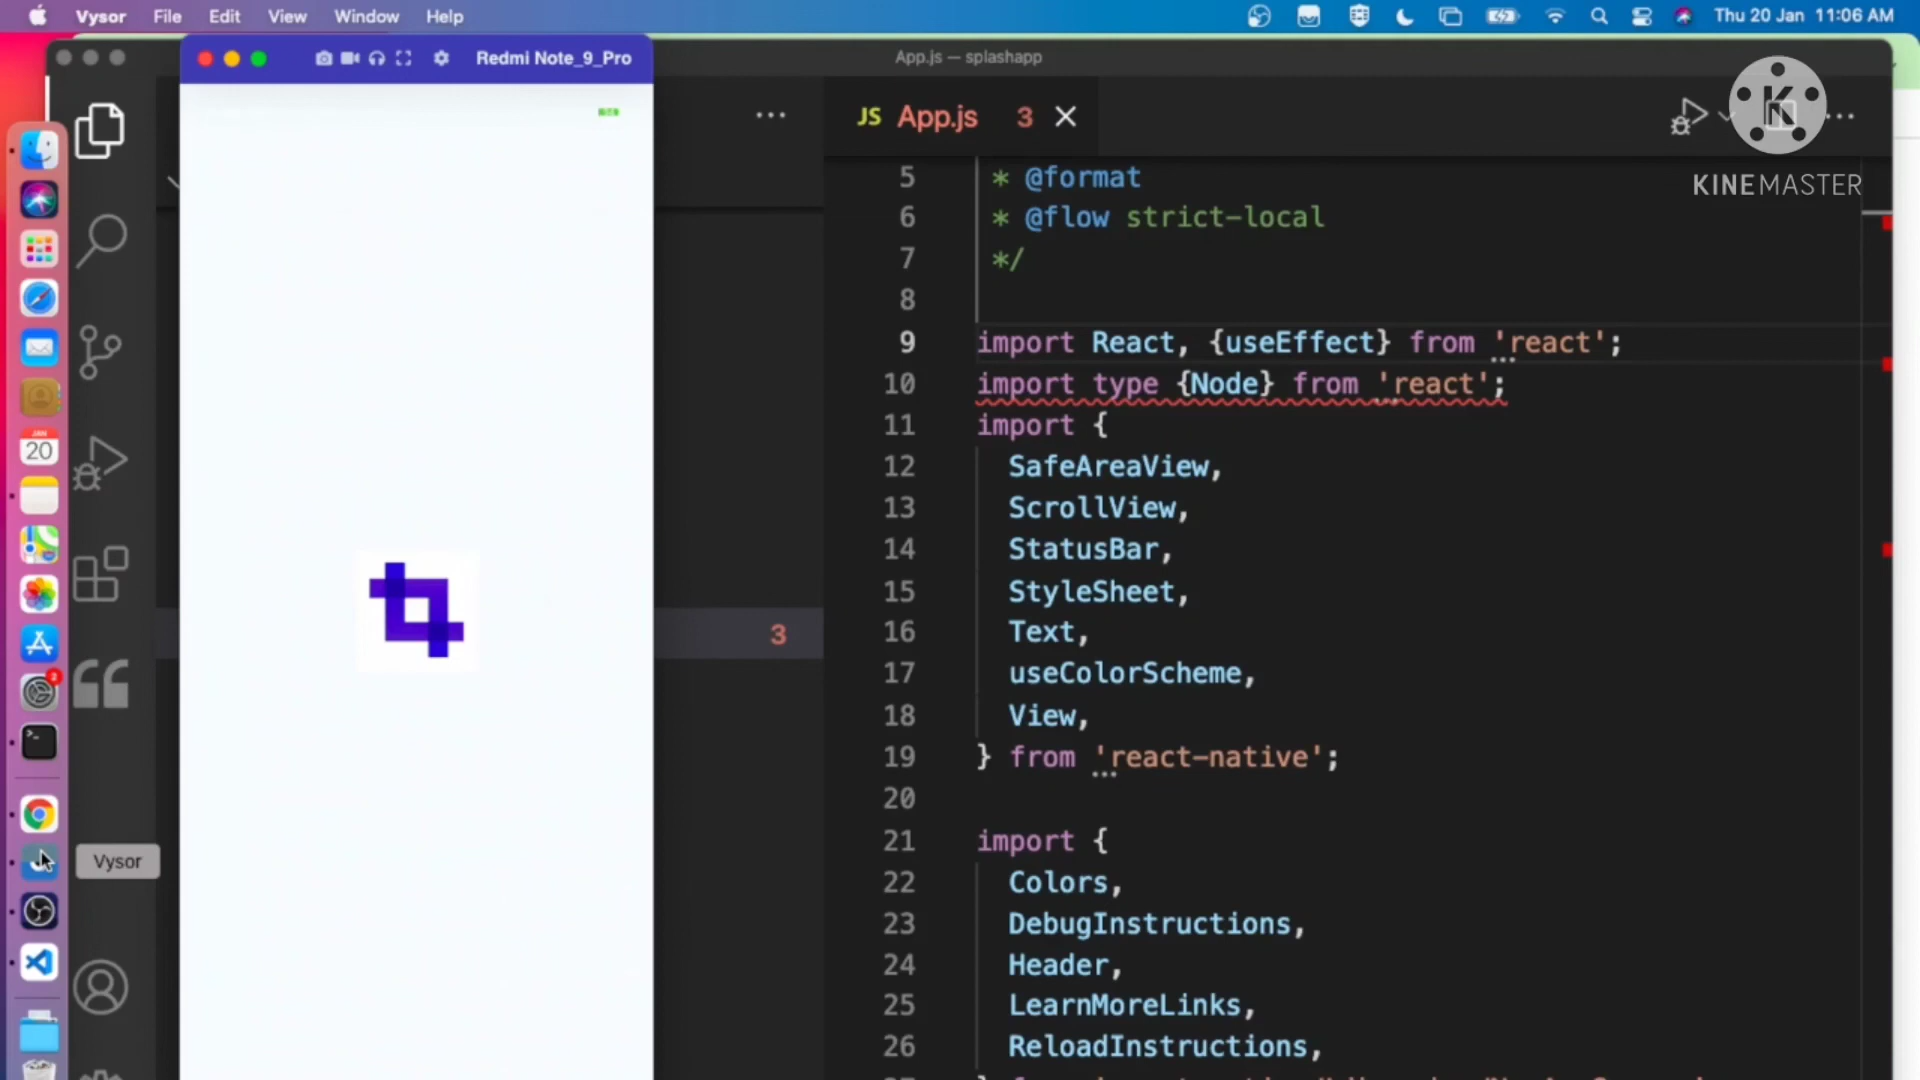 Vysor File Edit View Window Help
Thu 20 Jan 11:06 AM
Redmi Note_9_Pro
App.js — splashapp
JS App.js 3
KINEMASTER
5 * @format
6 * @flow strict-local
7 */
8
9 import React, {useEffect} from 'react';
10 import type {Node} from 'react';
11 import {
12 SafeAreaView,
13 ScrollView,
14 StatusBar,
15 StyleSheet,
16 Text,
17 useColorScheme,
18 View,
19 } from 'react-native';
20
21 import {
22 Colors,
23 DebugInstructions,
24 Header,
25 LearnMoreLinks,
26 ReloadInstructions,
3
JAN
20
2
Vysor